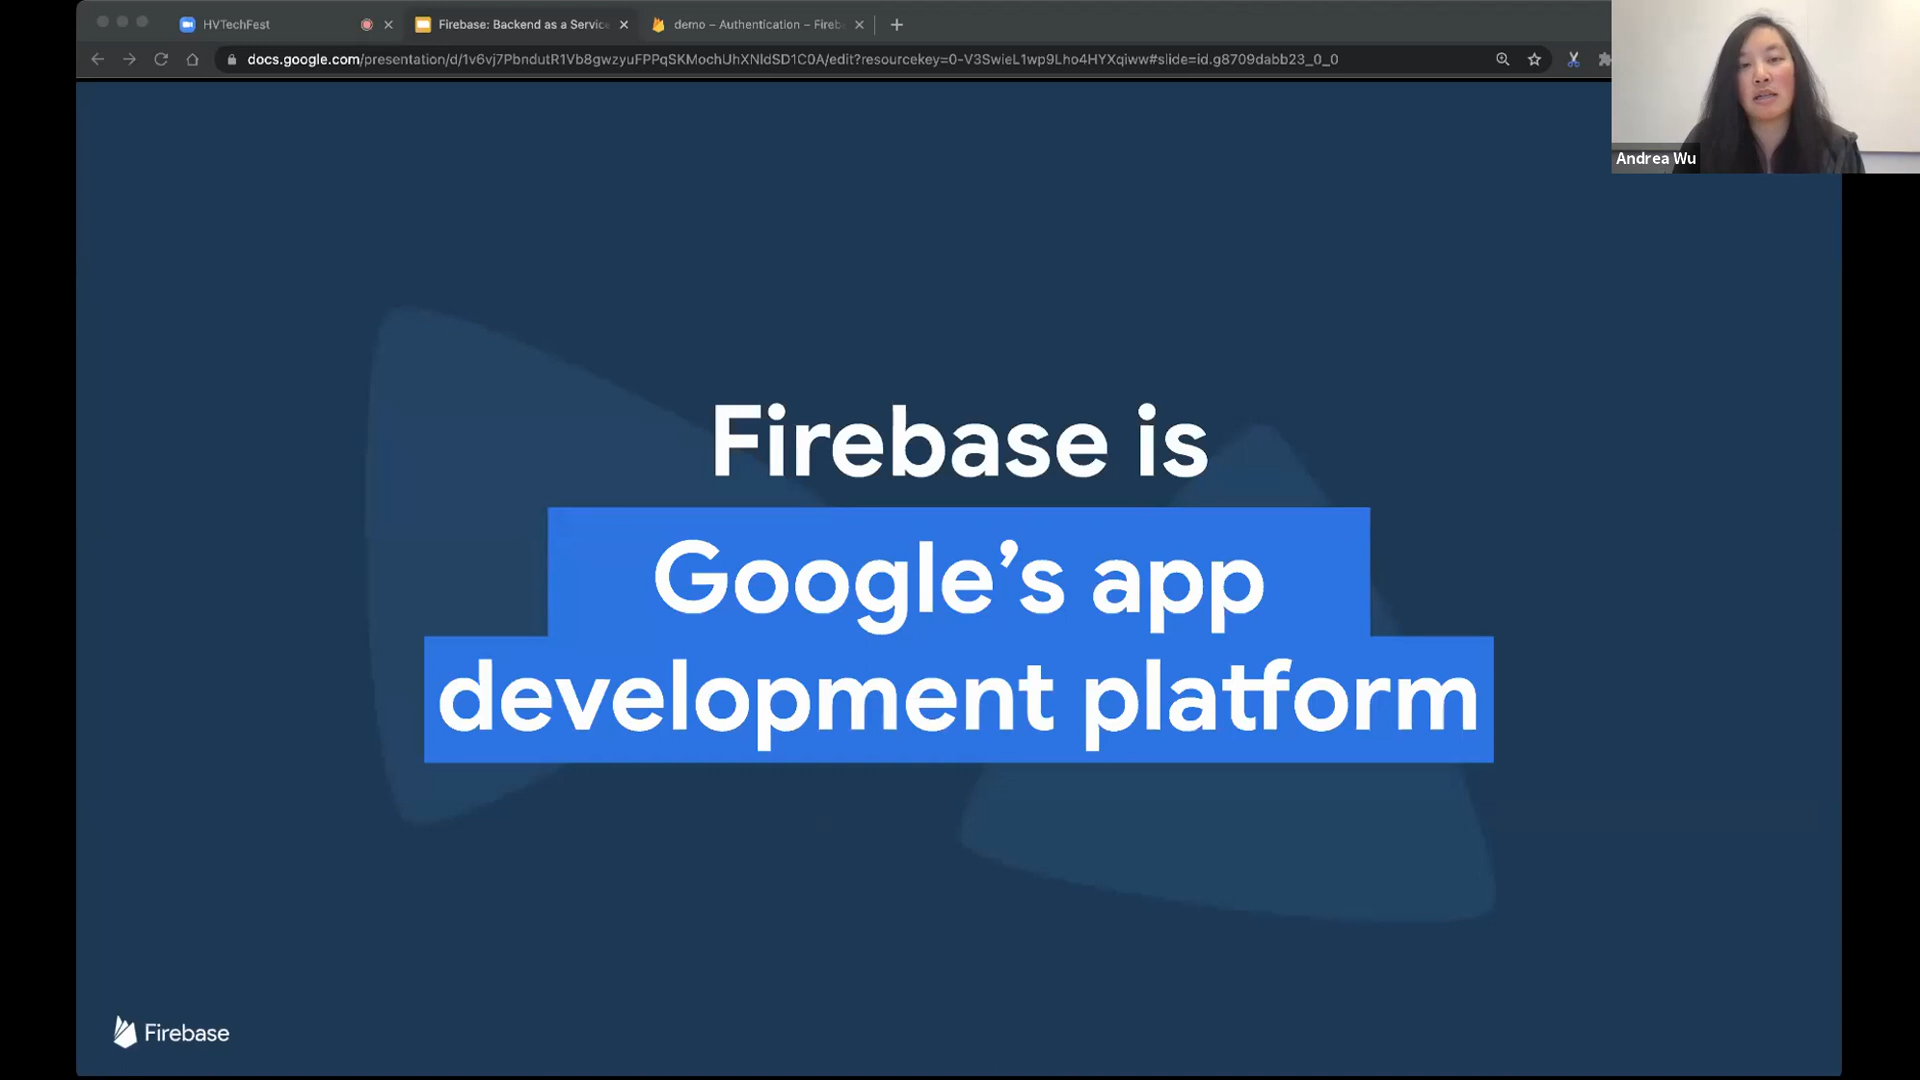 HVTechFest
Firebase: Backend as a Service
demo – Authentication – Fireb
docs.google.com/presentation/d/1v6vj7PbndutR1Vb8gwzyuFPPqSKMochUhXNldSD1C0A/edit?resourcekey=0-V3SwieL1wp9Lho4HYXqiww#slide=id.g8709dabb23_0_0
Andrea Wu
Firebase is
Google’s app
development platform
Firebase